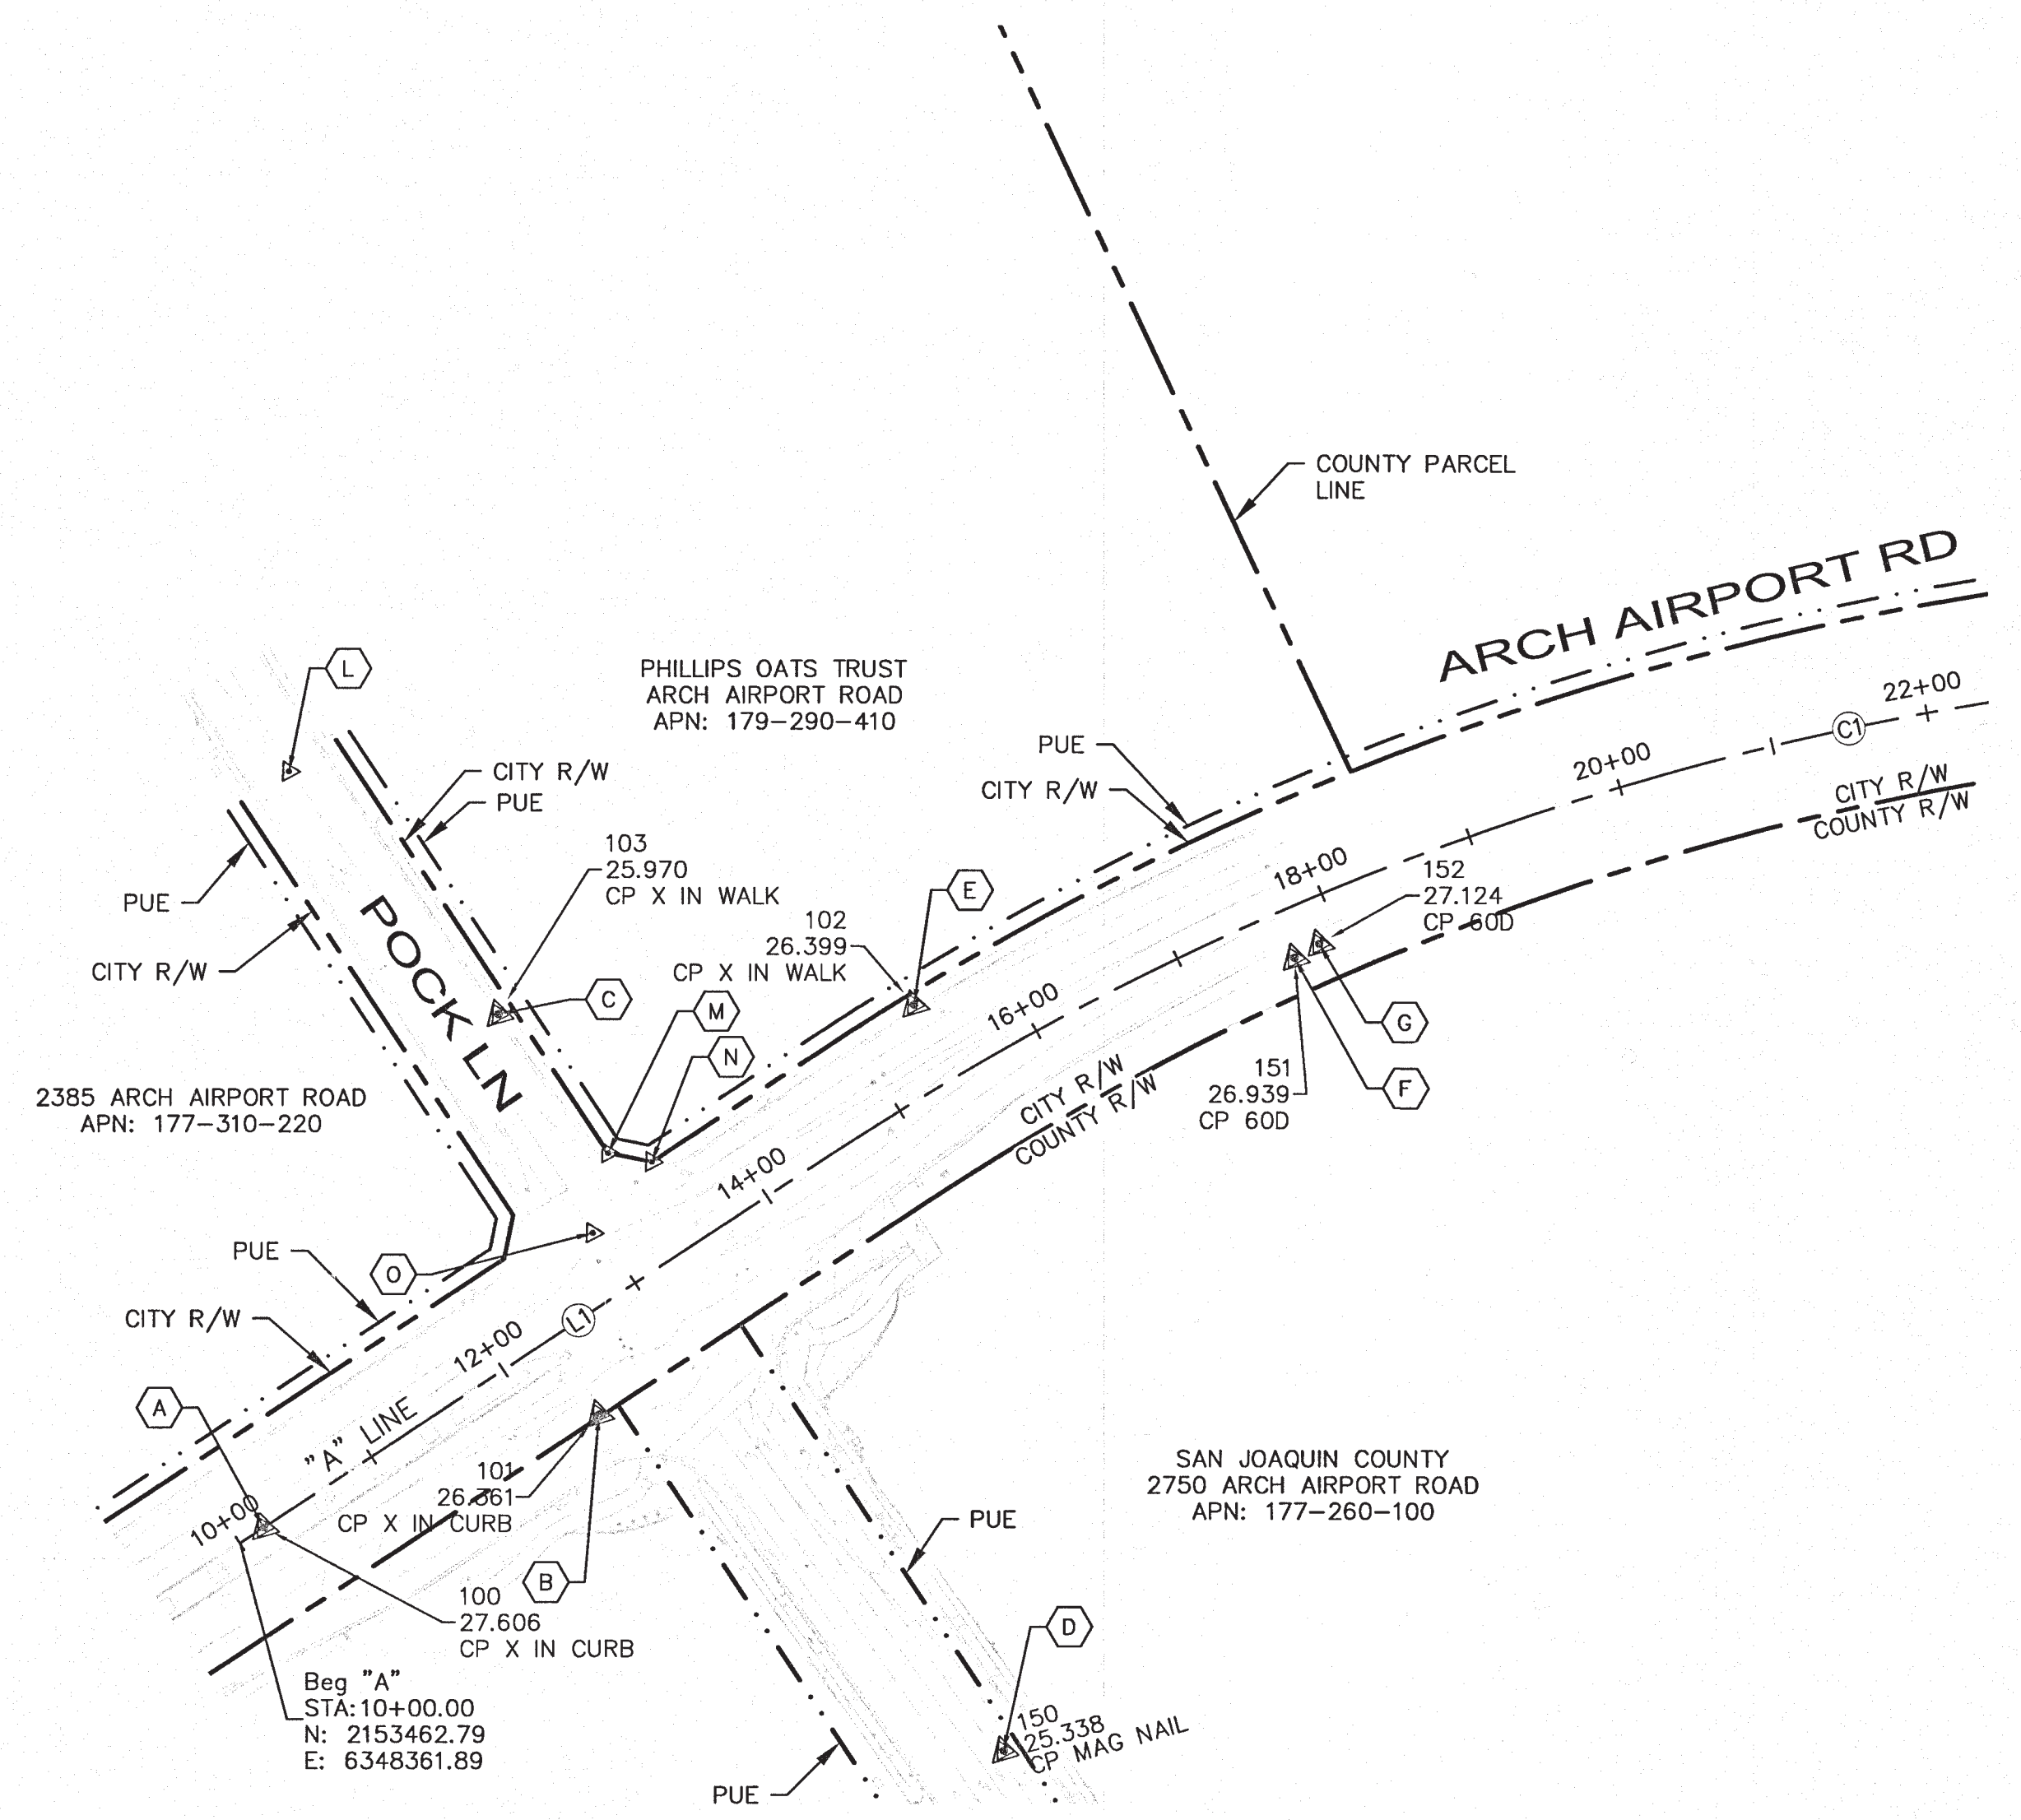 COUNTY PARCEL
LINE
ARCH AIRPORT RD
L
PHILLIPS OATS TRUST
ARCH AIRPORT ROAD
APN: 179-290-410
22+00
C1
PUE
CITY R/W
20+00
CITY R/W
PUE
CITY R/W
COUNTY R/W
103
25.970
CP X IN WALK
18+00
152
27.124
CP 60D
E
PUE
CITY R/W
POCK LN
102
26.399
CP X IN WALK
C
M
N
16+00
G
F
151
26.939
CP 60D
CITY R/W
COUNTY R/W
2385 ARCH AIRPORT ROAD
APN: 177-310-220
14+00
PUE
O
CITY R/W
L1
12+00
A
"A" LINE
101
26.361
CP X IN CURB
10+00
B
100
27.606
CP X IN CURB
SAN JOAQUIN COUNTY
2750 ARCH AIRPORT ROAD
APN: 177-260-100
PUE
D
Beg "A"
STA:10+00.00
N: 2153462.79
E: 6348361.89
150
25.338
CP MAG NAIL
PUE